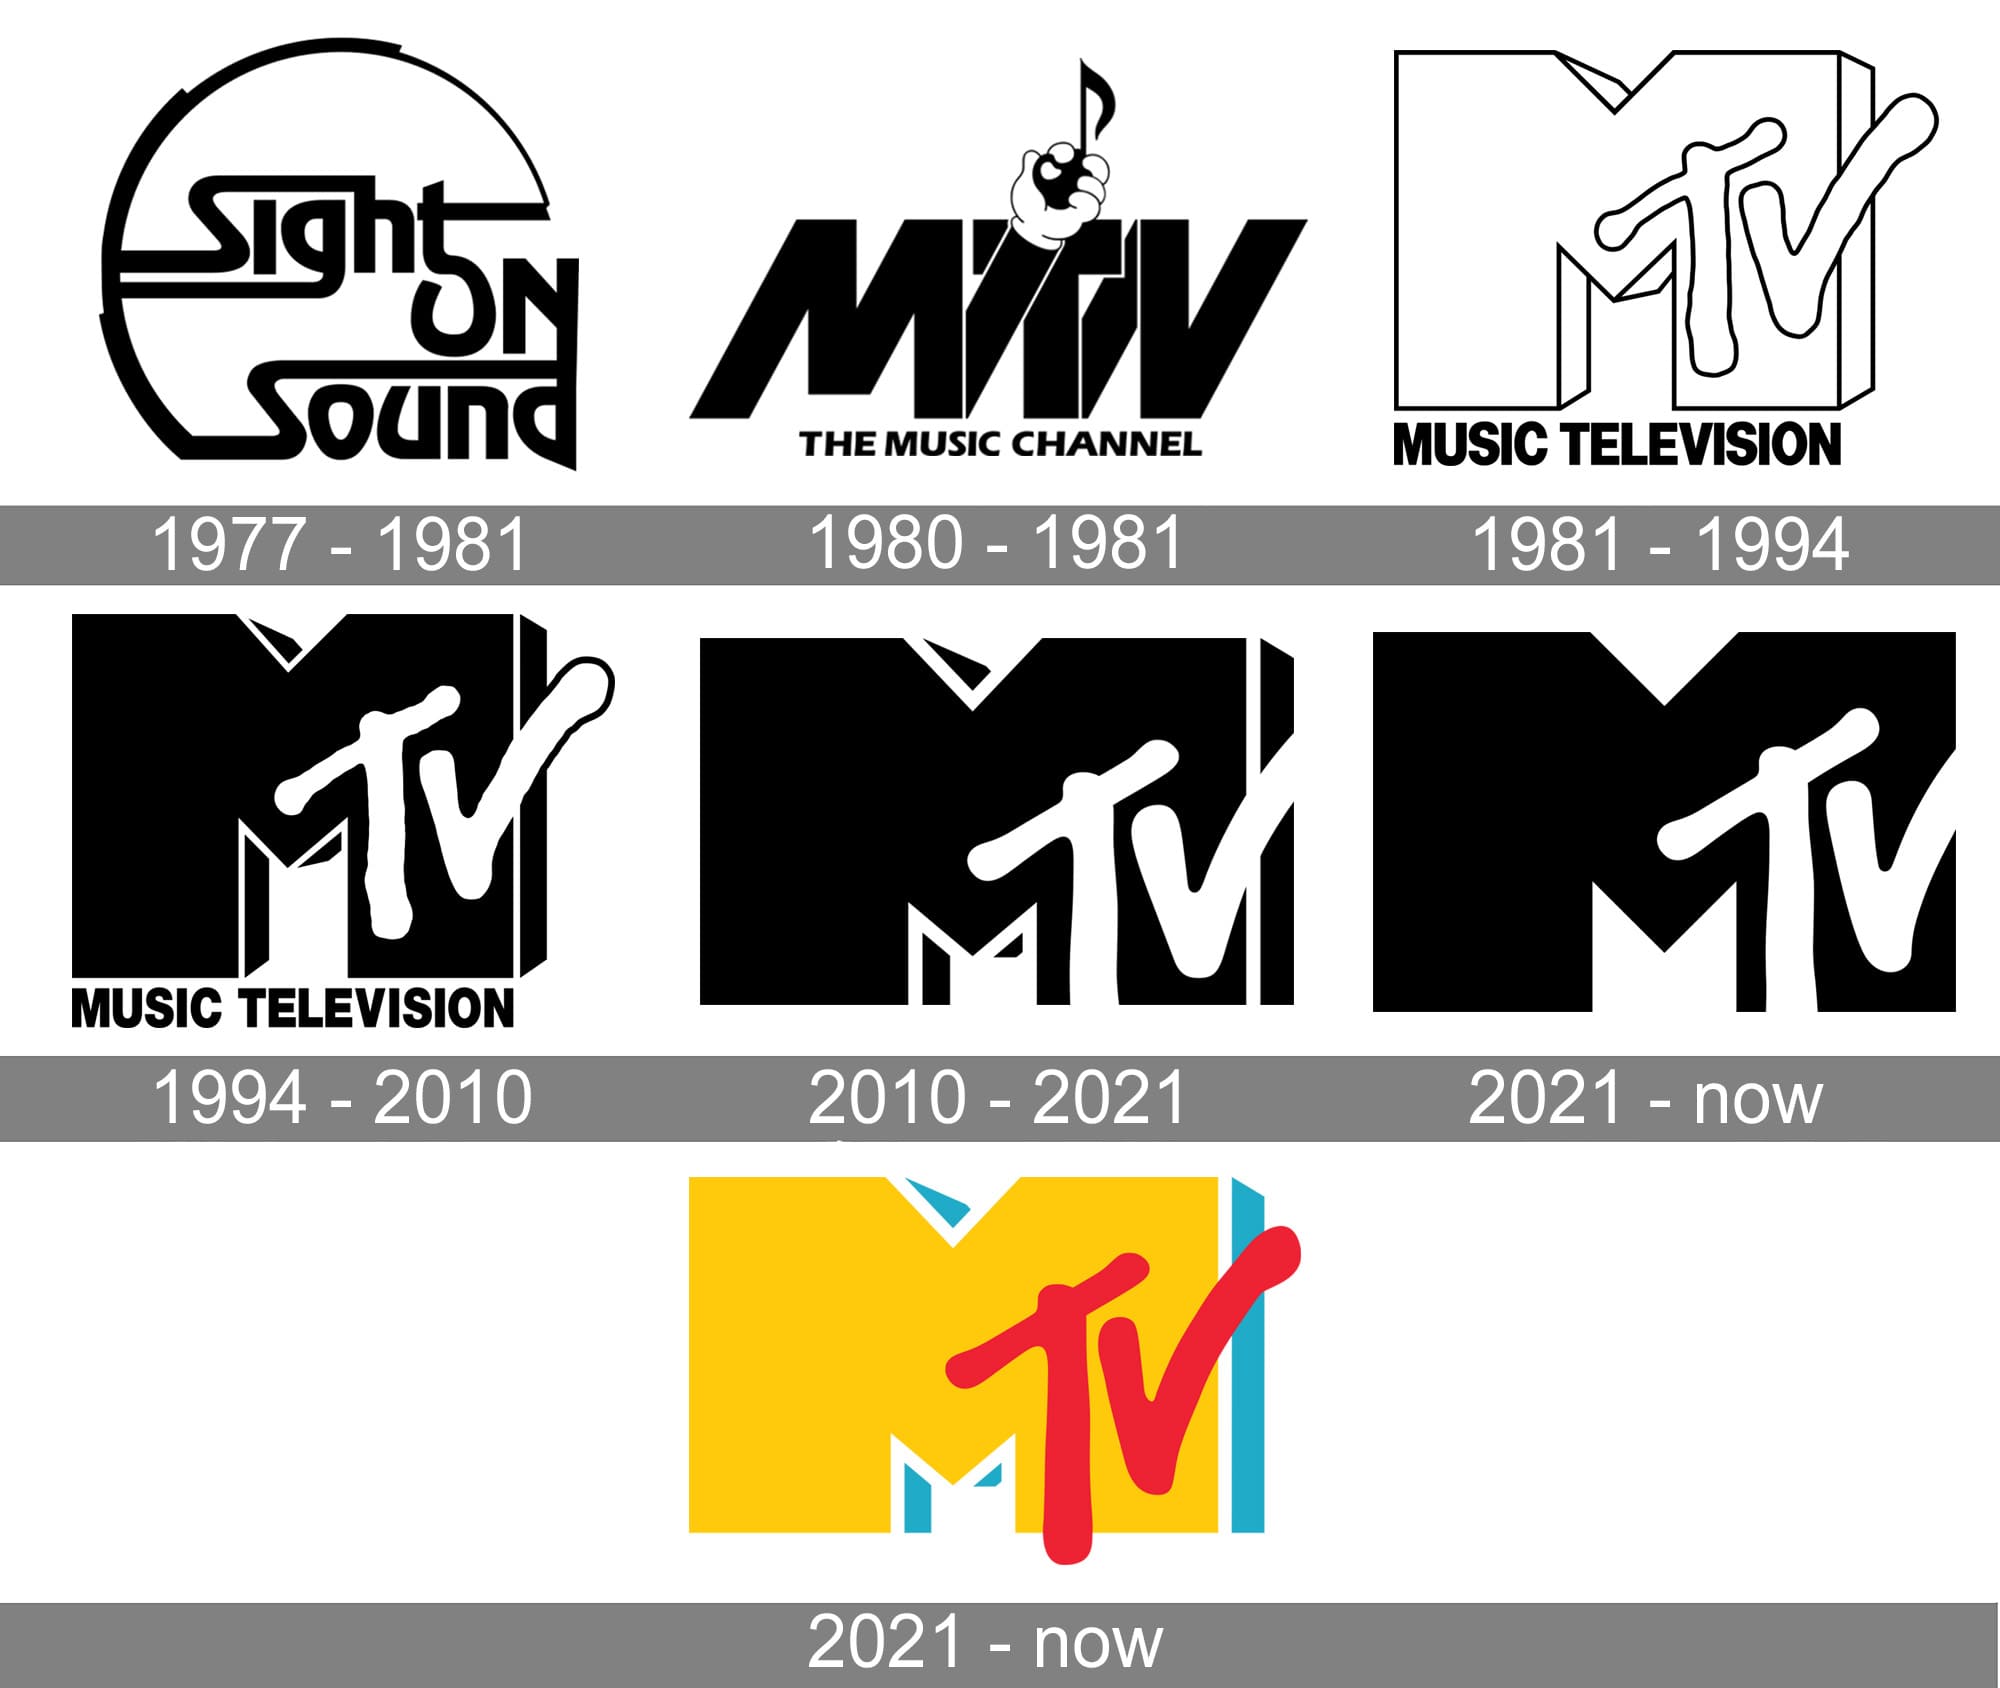 Sight
ON
Sound
MTV
THE MUSIC CHANNEL
MTV
MUSIC TELEVISION
1977 - 1981
1980 - 1981
1981 - 1994
MTV
MUSIC TELEVISION
MTV
MTV
1994 - 2010
2010 - 2021
2021 - now
MTV
2021 - now